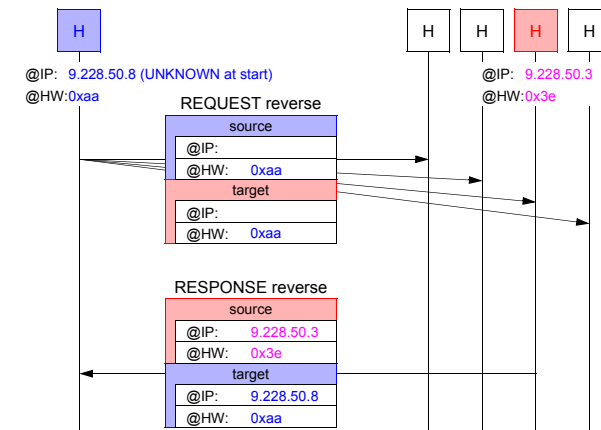 H H H H H
@IP: 9.228.50.8 (UNKNOWN at start) @IP: 9.228.50.3
@HW:0xaa @HW:0x3e
REQUEST reverse
source
@IP:
@HW: 0xaa
target
@IP:
@HW: 0xaa
RESPONSE reverse
source
@IP: 9.228.50.3
@HW: 0x3e
target
@IP: 9.228.50.8
@HW: 0xaa